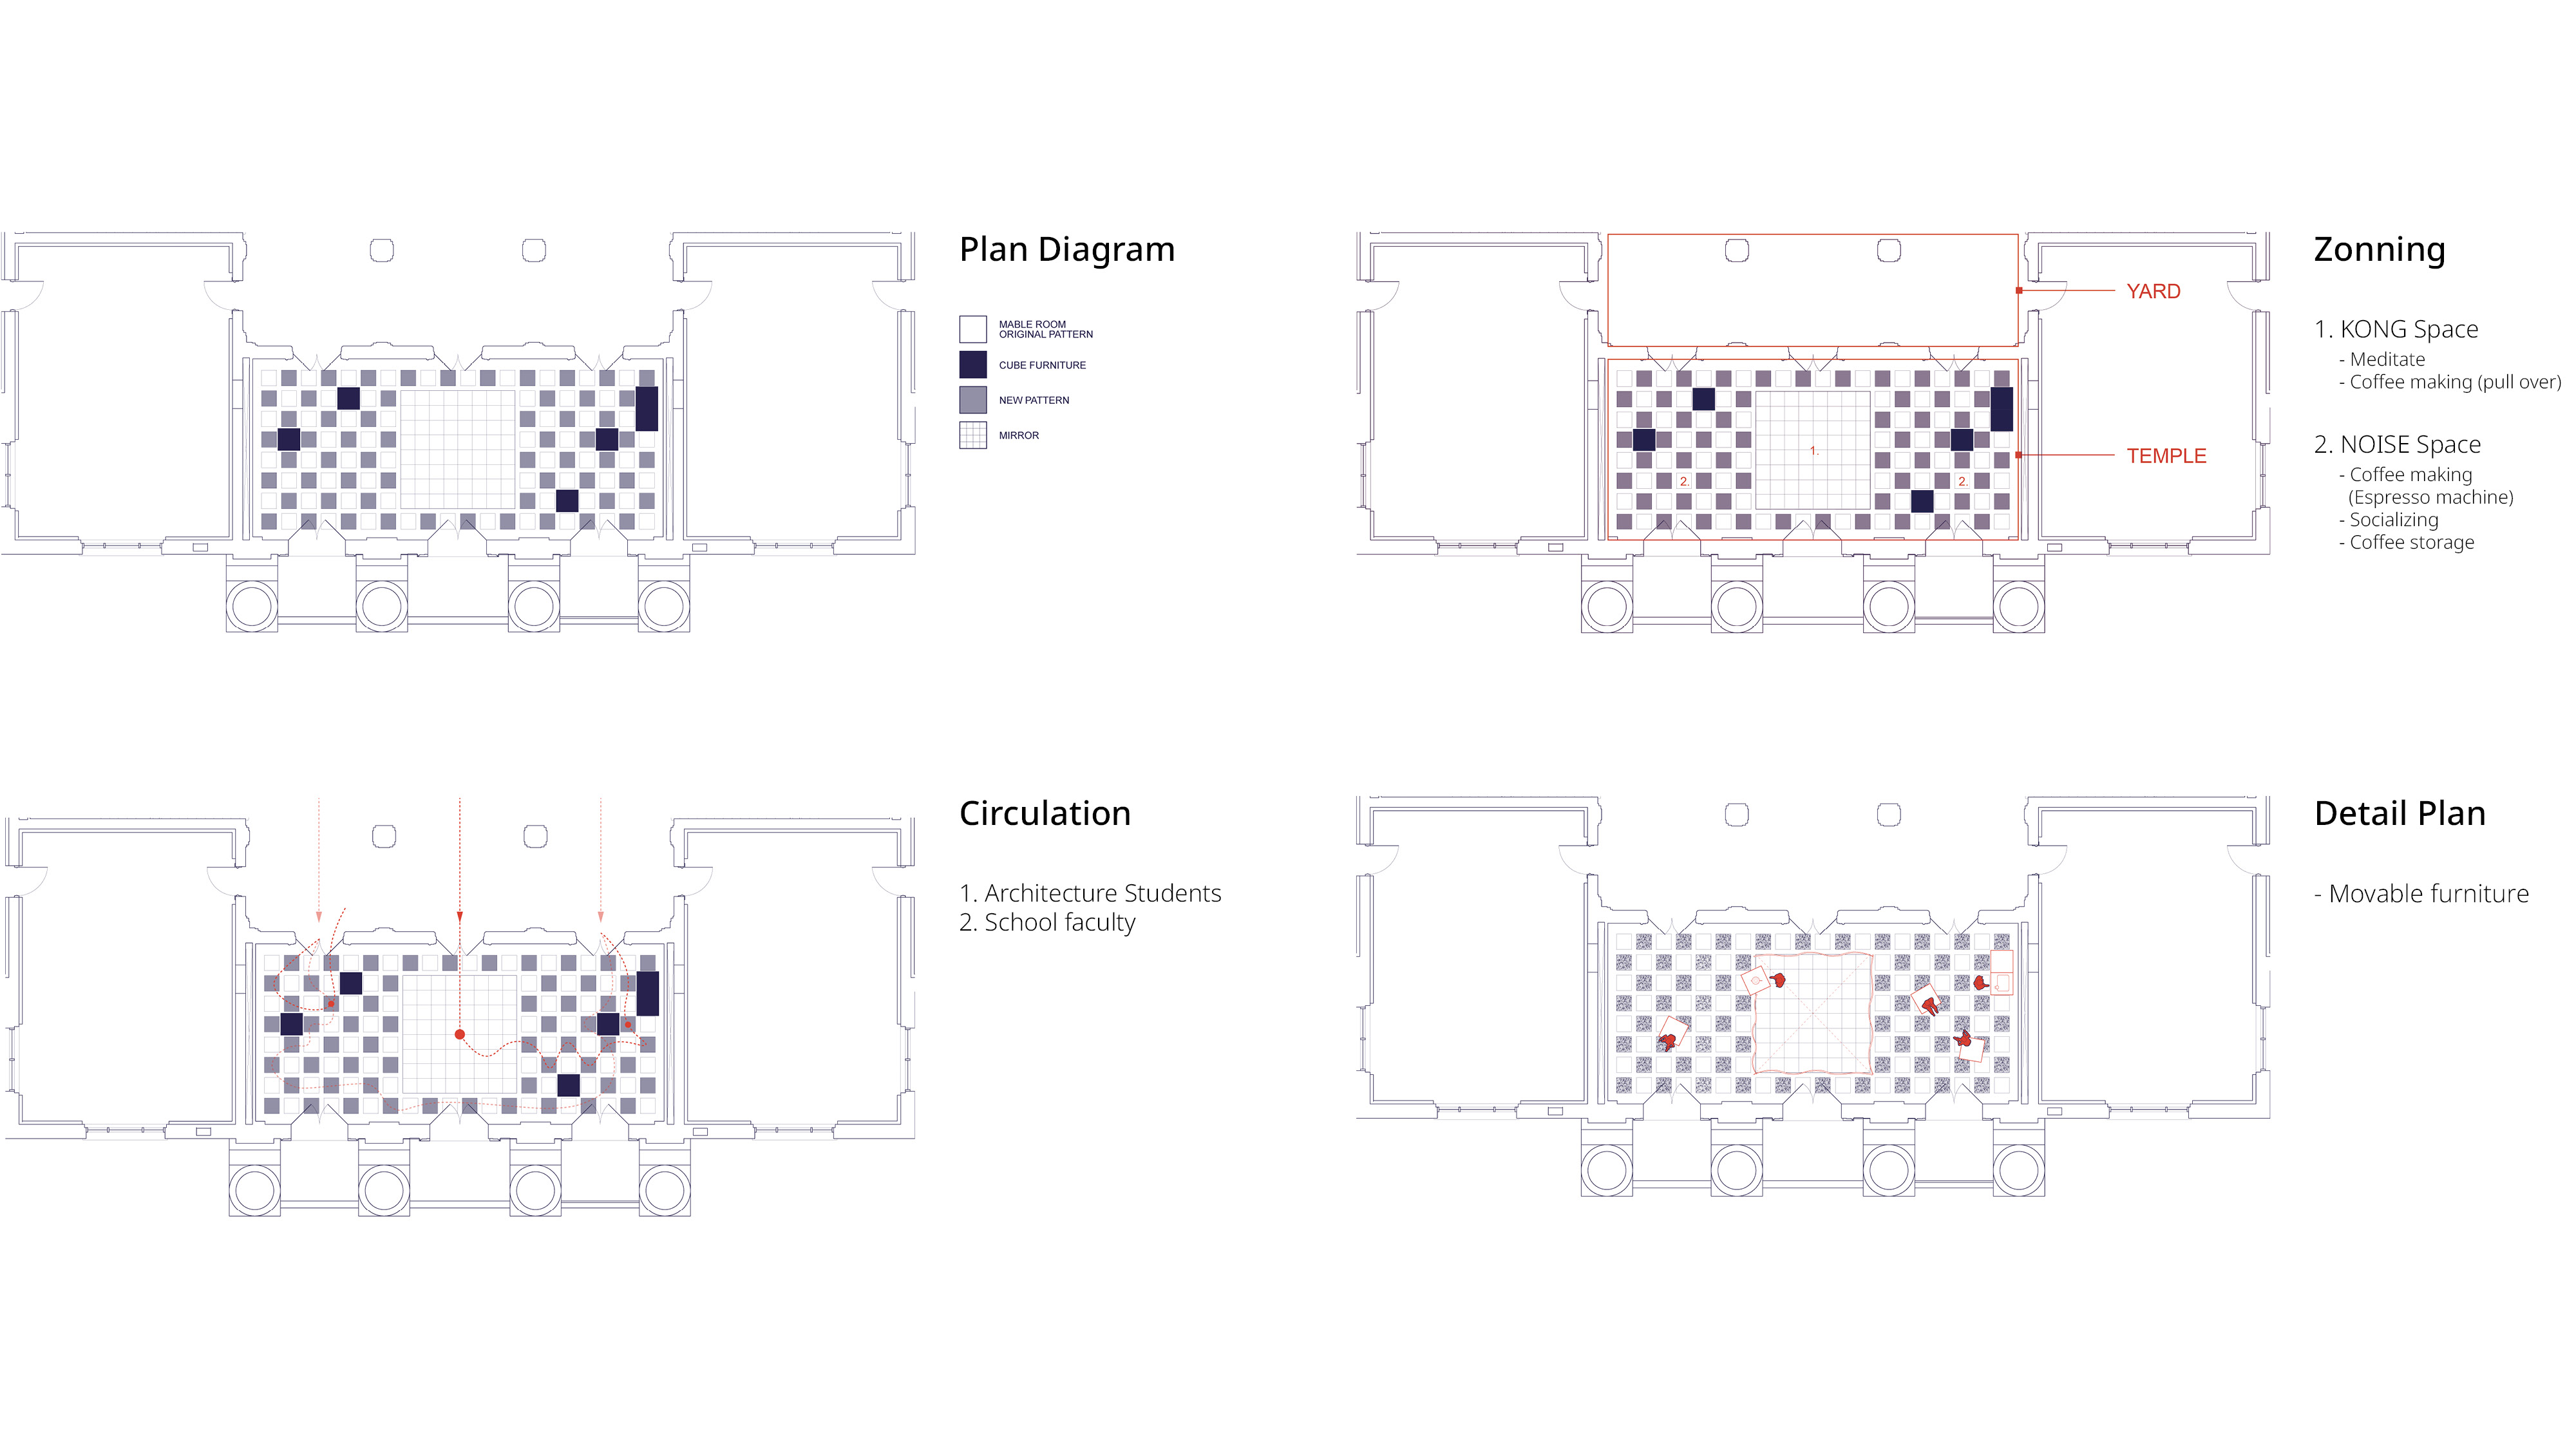 Plan Diagram
MABLE ROOM
ORIGINAL PATTERN
CUBE FURNITURE
NEW PATTERN
MIRROR
Zonning
1. KONG Space
- Meditate
- Coffee making (pull over)
2. NOISE Space
- Coffee making
(Espresso machine)
- Socializing
- Coffee storage
YARD
TEMPLE
1.
2.
2.
Circulation
1. Architecture Students
2. School faculty
Detail Plan
- Movable furniture